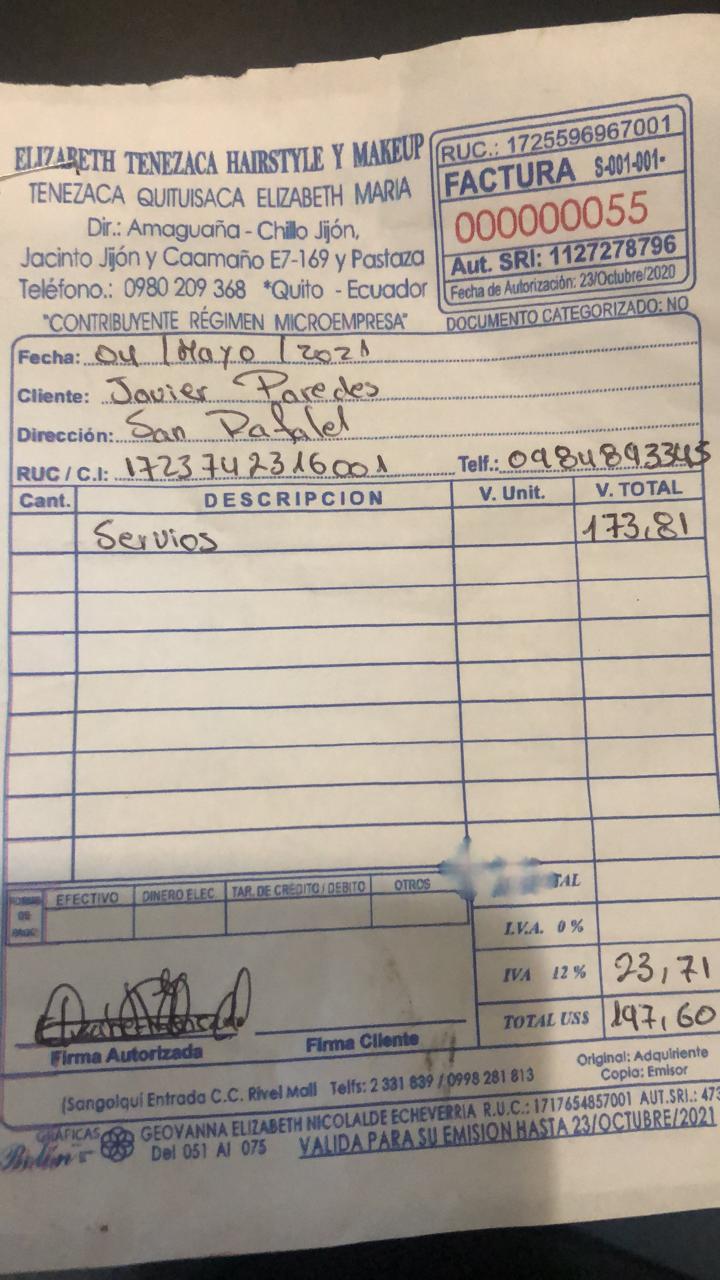 ELIZABETH TENEZACA HAIRSTYLE Y MAKEUP
TENEZACA QUITUISACA ELIZABETH MARIA
Dir.: Amaguaña - Chillo Jijón,
Jacinto Jijón y Caamaño E7-169 y Pastaza
Teléfono.: 0980 209 368 *Quito - Ecuador
"CONTRIBUYENTE RÉGIMEN MICROEMPRESA"
RUC.: 1725596967001
FACTURA S-001-001-
000000055
Aut. SRI: 1127278796
Fecha de Autorización: 23/Octubre/2020
DOCUMENTO CATEGORIZADO: NO
Fecha: 04 / Mayo / 2021
Cliente: Javier Paredes
Dirección: San Rafalel
RUC / C.I: 1723742316001 Telf.: 0984893345
Cant. DESCRIPCION V. Unit. V. TOTAL
Servios 173,81
TAL
FORMA DE PAGO EFECTIVO DINERO ELEC. TAR. DE CRÉDITO / DEBITO OTROS
I.V.A. 0 %
IVA 12 % 23,71
TOTAL US$ 197,60
Firma Autorizada Firma Cliente
Original: Adquiriente
Copia: Emisor
(Sangolqui Entrada C.C. Rivel Mall Telfs: 2 331 839 / 0998 281 813
GRÁFICAS GEOVANNA ELIZABETH NICOLALDE ECHEVERRIA R.U.C.: 1717654857001 AUT.SRI.: 473
Del 051 Al 075 VALIDA PARA SU EMISION HASTA 23/OCTUBRE/2021